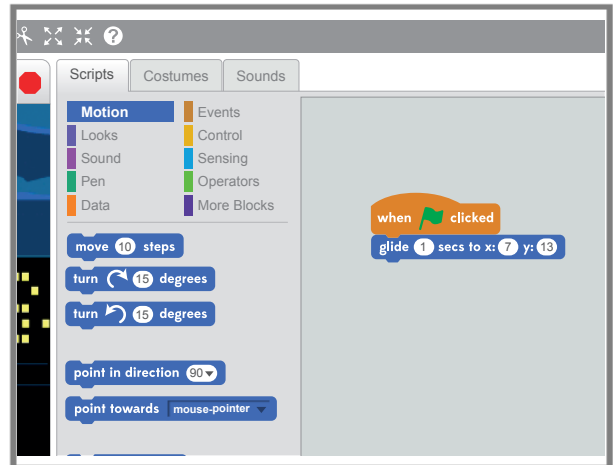 ?
Scripts Costumes Sounds
Motion Events
Looks Control
Sound Sensing
Pen Operators
Data More Blocks
move 10 steps
turn 15 degrees
turn 15 degrees
point in direction 90
point towards mouse-pointer
when clicked
glide 1 secs to x: 7 y: 13